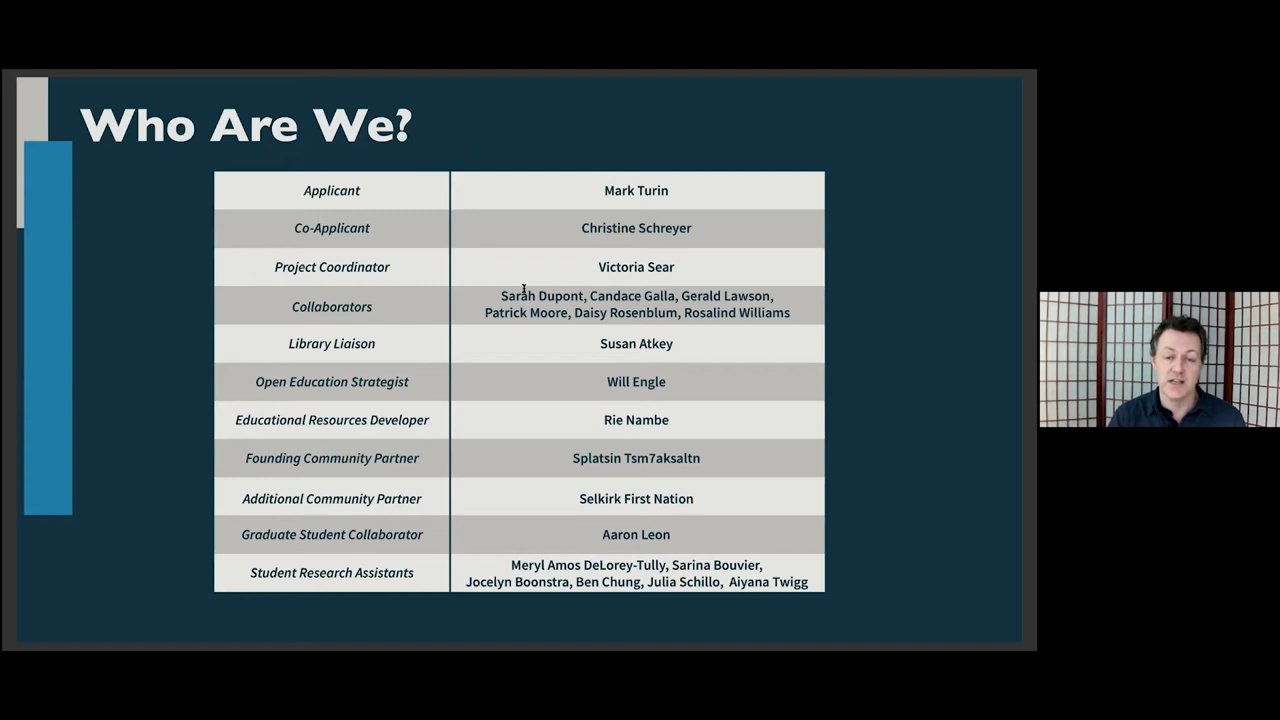 Who Are We?
Applicant
Mark Turin
Co-Applicant
Christine Schreyer
Project Coordinator
Victoria Sear
Collaborators
Sarah Dupont, Candace Galla, Gerald Lawson,
Patrick Moore, Daisy Rosenblum, Rosalind Williams
Library Liaison
Susan Atkey
Open Education Strategist
Will Engle
Educational Resources Developer
Rie Nambe
Founding Community Partner
Splatsin Tsm7aksaltn
Additional Community Partner
Selkirk First Nation
Graduate Student Collaborator
Aaron Leon
Student Research Assistants
Meryl Amos DeLorey-Tully, Sarina Bouvier,
Jocelyn Boonstra, Ben Chung, Julia Schillo, Aiyana Twigg